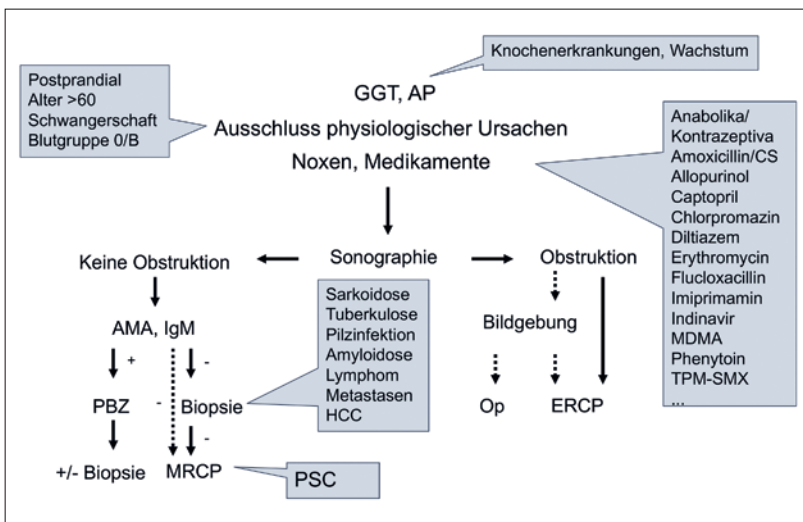 Knochenerkrankungen, Wachstum
Postprandial
Alter >60
Schwangerschaft
Blutgruppe 0/B
GGT, AP
Ausschluss physiologischer Ursachen
Noxen, Medikamente
Anabolika/
Kontrazeptiva
Amoxicillin/CS
Allopurinol
Captopril
Chlorpromazin
Diltiazem
Erythromycin
Flucloxacillin
Imiprimamin
Indinavir
MDMA
Phenytoin
TPM-SMX
...
Keine Obstruktion
Sonographie
Obstruktion
Sarkoidose
Tuberkulose
Pilzinfektion
Amyloidose
Lymphom
Metastasen
HCC
AMA, IgM
Bildgebung
+
-
-
PBZ
Biopsie
Op
ERCP
-
+/- Biopsie
MRCP
PSC